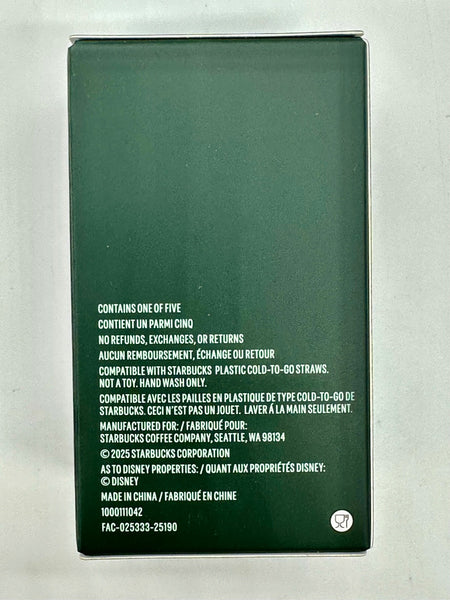 CONTAINS ONE OF FIVE
CONTIENT UN PARMI CINQ
NO REFUNDS, EXCHANGES, OR RETURNS
AUCUN REMBOURSEMENT, ÉCHANGE OU RETOUR
COMPATIBLE WITH STARBUCKS PLASTIC COLD-TO-GO STRAWS.
NOT A TOY. HAND WASH ONLY.
COMPATIBLE AVEC LES PAILLES EN PLASTIQUE DE TYPE COLD-TO-GO DE
STARBUCKS. CECI N'EST PAS UN JOUET. LAVER Á LA MAIN SEULEMENT.
MANUFACTURED FOR: / FABRIQUÉ POUR:
STARBUCKS COFFEE COMPANY, SEATTLE, WA 98134
© 2025 STARBUCKS CORPORATION
AS TO DISNEY PROPERTIES: / QUANT AUX PROPRIÉTÉS DISNEY:
© DISNEY
MADE IN CHINA / FABRIQUÉ EN CHINE
1000111042
FAC-025333-25190